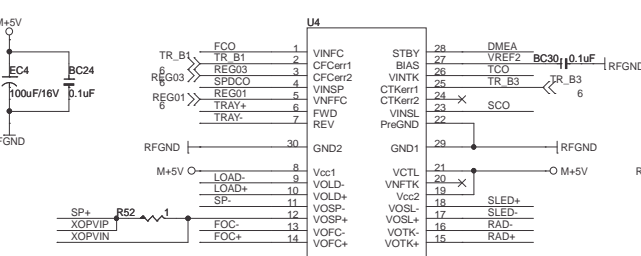 U4
M+5V
FCO 1 VINFC STBY 28 DMEA
TR_B1 TR_B1 2 CFCerr1 BIAS 27 VREF2 BC30 0.1uF RFGND
6 REG03 REG03 3 CFCerr2 VINTK 26 TCO
6 SPDCO 4 VINSP CTKerr1 25 TR_B3 TR_B3 6
REG01 REG01 5 VNFFC CTKerr2 24
6 TRAY+ 6 FWD VINSL 23 SCO
TRAY- 7 REV PreGND 22
EC4 BC24
100uF/16V 0.1uF
RFGND 30 GND2 GND1 29 RFGND
M+5V 8 Vcc1 VCTL 21 M+5V
LOAD- 9 VOLD- VNFTK 20
LOAD+ 10 VOLD+ Vcc2 19
SP- 11 VOSP- VOSL- 18 SLED+
SP+ R52 1 12 VOSP+ VOSL+ 17 SLED-
XOPVIP FOC- 13 VOFC- VOTK- 16 RAD-
XOPVIN FOC+ 14 VOFC+ VOTK+ 15 RAD+